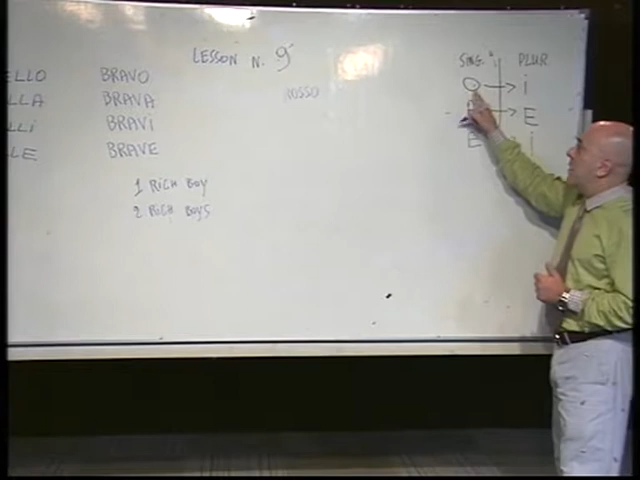 LESSON N. 9
ELLO BRAVO
LLA BRAVA
LLI BRAVI
LE BRAVE
1 RICH BOY
2 RICH BOYS
ROSSO
SING. PLUR
O → i
→ E
E i